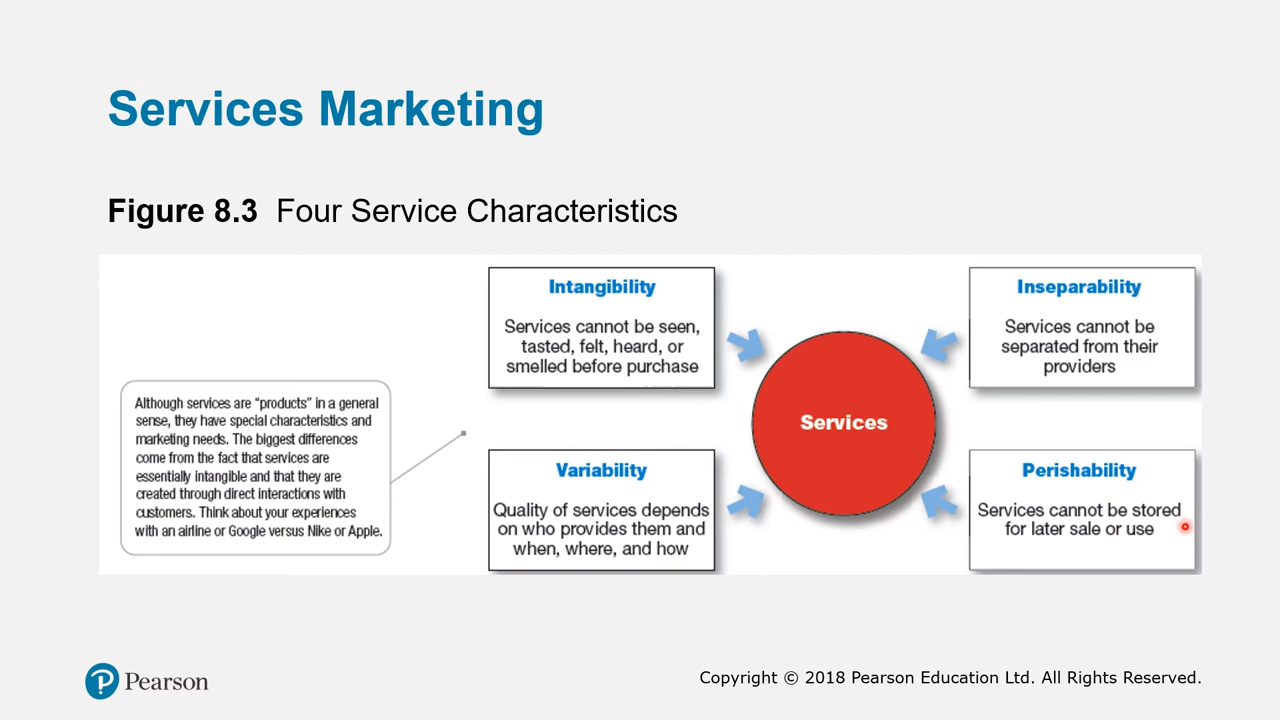 Services Marketing
Figure 8.3 Four Service Characteristics
Although services are “products” in a general
sense, they have special characteristics and
marketing needs. The biggest differences
come from the fact that services are
essentially intangible and that they are
created through direct interactions with
customers. Think about your experiences
with an airline or Google versus Nike or Apple.
Intangibility
Services cannot be seen,
tasted, felt, heard, or
smelled before purchase
Inseparability
Services cannot be
separated from their
providers
Services
Variability
Quality of services depends
on who provides them and
when, where, and how
Perishability
Services cannot be stored
for later sale or use
P Pearson
Copyright © 2018 Pearson Education Ltd. All Rights Reserved.